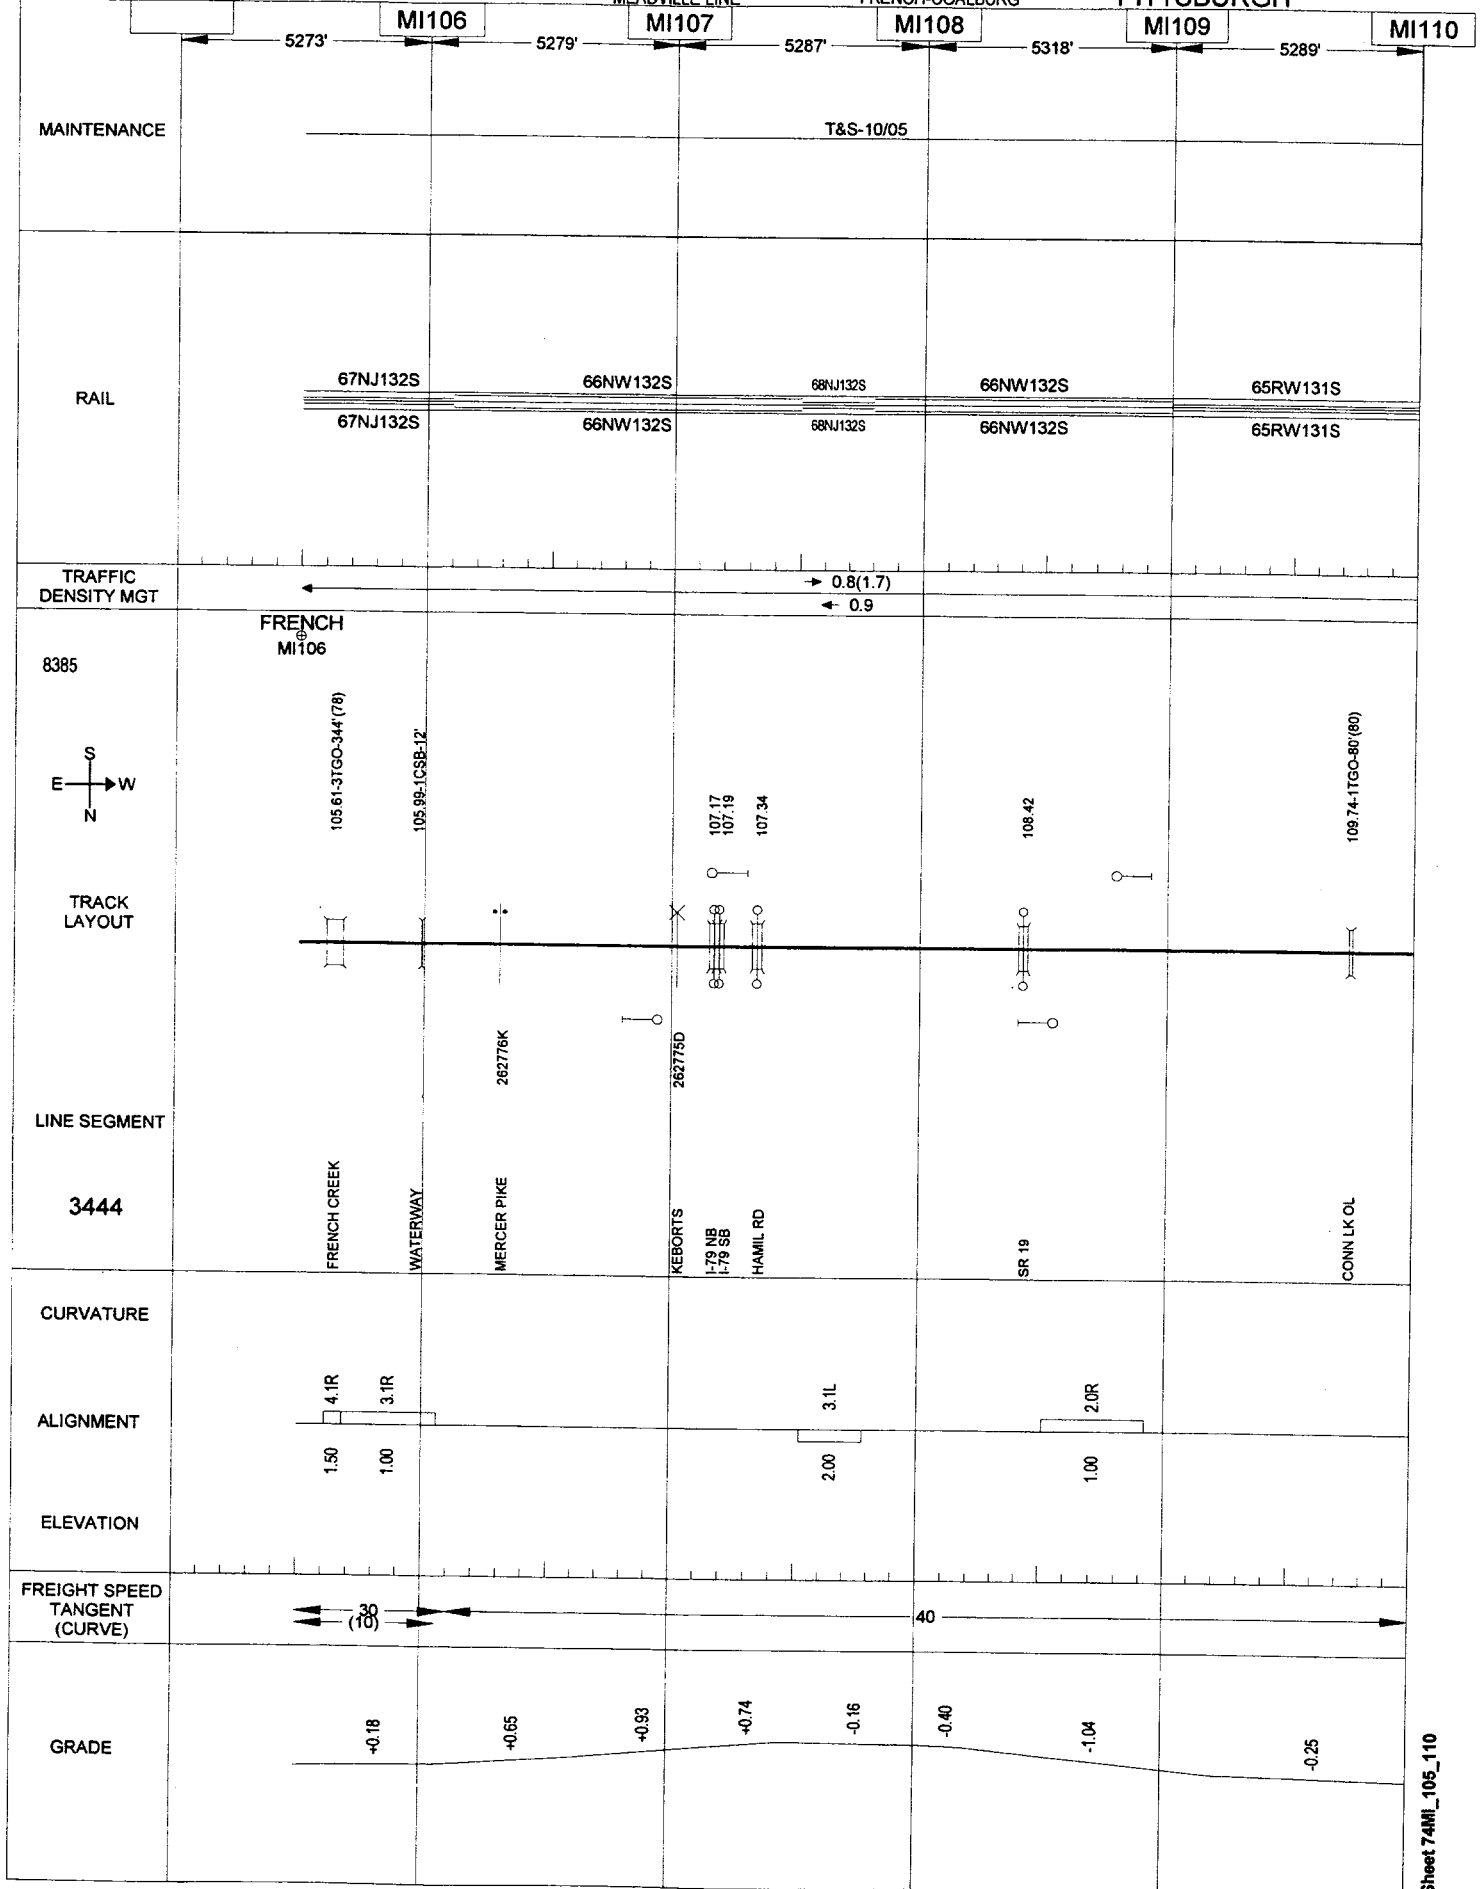 MI106 MI107 MI108 MI109 MI110
5273' 5279' 5287' 5318' 5289'
MAINTENANCE
T&S-10/05
RAIL
67NJ132S 66NW132S 68NJ132S 66NW132S 65RW131S
67NJ132S 66NW132S 68NJ132S 66NW132S 65RW131S
TRAFFIC
DENSITY MGT
0.8(1.7)
0.9
FRENCH
MI106
8385
S
E W
N
105.61-3TGO-344'(78)
105.99-1CSB-12'
107.17
107.19
107.34
108.42
109.74-1TGO-80'(80)
TRACK
LAYOUT
262776K
262775D
LINE SEGMENT
3444
FRENCH CREEK
WATERWAY
MERCER PIKE
KEBORTS
I-79 NB
I-79 SB
HAMIL RD
SR 19
CONN LK OL
CURVATURE
4.1R 3.1R 3.1L 2.0R
ALIGNMENT
1.50 1.00 2.00 1.00
ELEVATION
FREIGHT SPEED
TANGENT
(CURVE)
30
(10)
40
GRADE
+0.18 +0.65 +0.93 +0.74 -0.16 -0.40 -1.04 -0.25
Sheet 74MI_105_110